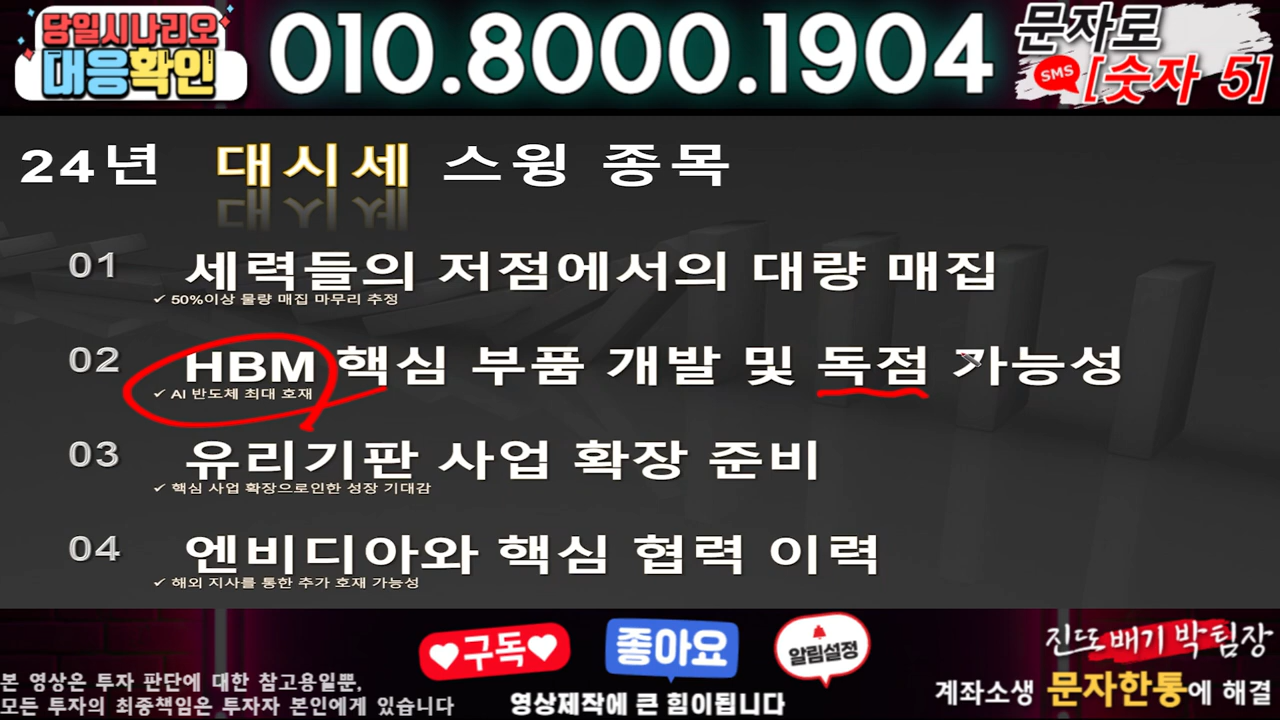 당일시나리오
대응확인
010.8000.1904
문자로
SMS
[숫자 5]
24년 대시세 스윙 종목
01 세력들의 저점에서의 대량 매집
✓ 50%이상 물량 매집 마무리 추정
02 HBM 핵심 부품 개발 및 독점 가능성
✓ AI 반도체 최대 호재
03 유리기판 사업 확장 준비
✓ 핵심 사업 확장으로인한 성장 기대감
04 엔비디아와 핵심 협력 이력
✓ 해외 지사를 통한 추가 호재 가능성
구독
좋아요
알림설정
영상제작에 큰 힘이됩니다
본 영상은 투자 판단에 대한 참고용일뿐,
모든 투자의 최종책임은 투자자 본인에게 있습니다
진또배기 박팀장
계좌소생 문자한통에 해결